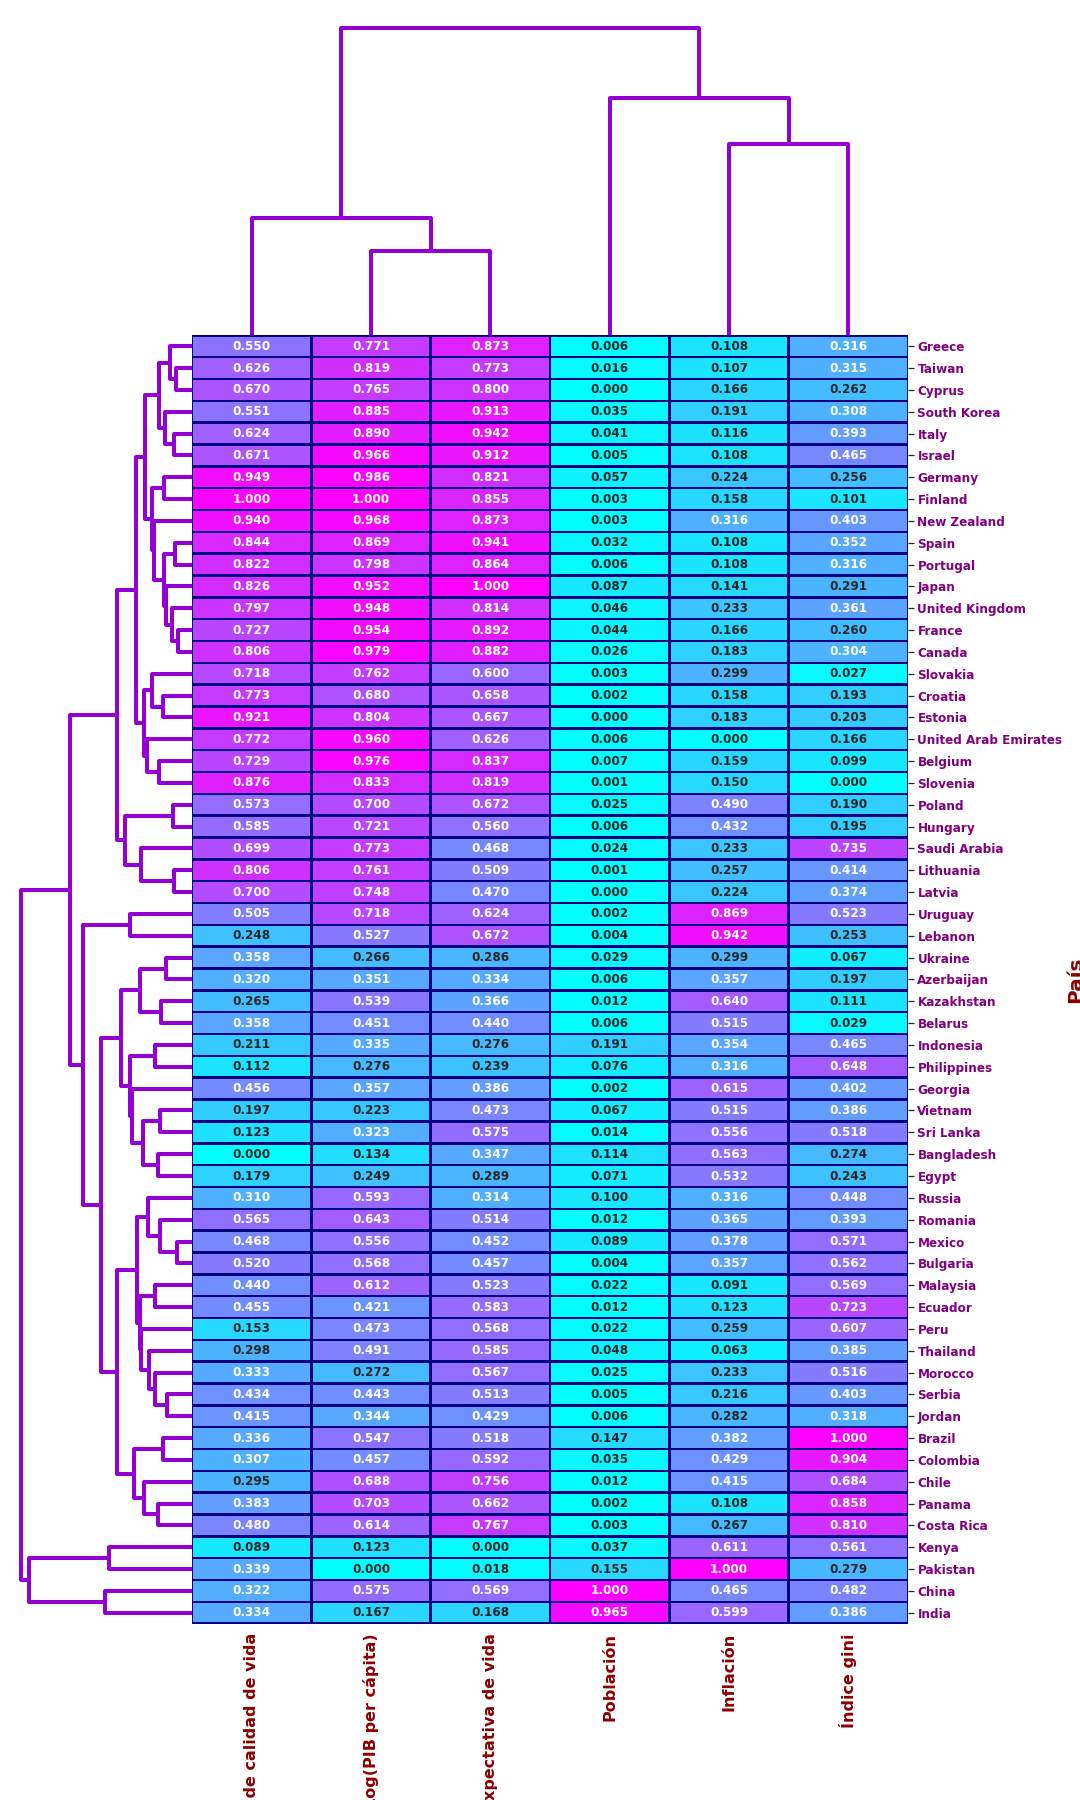 0.550 0.771 0.873 0.006 0.108 0.316 Greece
0.626 0.819 0.773 0.016 0.107 0.315 Taiwan
0.670 0.765 0.800 0.000 0.166 0.262 Cyprus
0.551 0.885 0.913 0.035 0.191 0.308 South Korea
0.624 0.890 0.942 0.041 0.116 0.393 Italy
0.671 0.966 0.912 0.005 0.108 0.465 Israel
0.949 0.986 0.821 0.057 0.224 0.256 Germany
1.000 1.000 0.855 0.003 0.158 0.101 Finland
0.940 0.968 0.873 0.003 0.316 0.403 New Zealand
0.844 0.869 0.941 0.032 0.108 0.352 Spain
0.822 0.798 0.864 0.006 0.108 0.316 Portugal
0.826 0.952 1.000 0.087 0.141 0.291 Japan
0.797 0.948 0.814 0.046 0.233 0.361 United Kingdom
0.727 0.954 0.892 0.044 0.166 0.260 France
0.806 0.979 0.882 0.026 0.183 0.304 Canada
0.718 0.762 0.600 0.003 0.299 0.027 Slovakia
0.773 0.680 0.658 0.002 0.158 0.193 Croatia
0.921 0.804 0.667 0.000 0.183 0.203 Estonia
0.772 0.960 0.626 0.006 0.000 0.166 United Arab Emirates
0.729 0.976 0.837 0.007 0.159 0.099 Belgium
0.876 0.833 0.819 0.001 0.150 0.000 Slovenia
0.573 0.700 0.672 0.025 0.490 0.190 Poland
0.585 0.721 0.560 0.006 0.432 0.195 Hungary
0.699 0.773 0.468 0.024 0.233 0.735 Saudi Arabia
0.806 0.761 0.509 0.001 0.257 0.414 Lithuania
0.700 0.748 0.470 0.000 0.224 0.374 Latvia
0.505 0.718 0.624 0.002 0.869 0.523 Uruguay
0.248 0.527 0.672 0.004 0.942 0.253 Lebanon
0.358 0.266 0.286 0.029 0.299 0.067 Ukraine
0.320 0.351 0.334 0.006 0.357 0.197 Azerbaijan
0.265 0.539 0.366 0.012 0.640 0.111 Kazakhstan
0.358 0.451 0.440 0.006 0.515 0.029 Belarus
0.211 0.335 0.276 0.191 0.354 0.465 Indonesia
0.112 0.276 0.239 0.076 0.316 0.648 Philippines
0.456 0.357 0.386 0.002 0.615 0.402 Georgia
0.197 0.223 0.473 0.067 0.515 0.386 Vietnam
0.123 0.323 0.575 0.014 0.556 0.518 Sri Lanka
0.000 0.134 0.347 0.114 0.563 0.274 Bangladesh
0.179 0.249 0.289 0.071 0.532 0.243 Egypt
0.310 0.593 0.314 0.100 0.316 0.448 Russia
0.565 0.643 0.514 0.012 0.365 0.393 Romania
0.468 0.556 0.452 0.089 0.378 0.571 Mexico
0.520 0.568 0.457 0.004 0.357 0.562 Bulgaria
0.440 0.612 0.523 0.022 0.091 0.569 Malaysia
0.455 0.421 0.583 0.012 0.123 0.723 Ecuador
0.153 0.473 0.568 0.022 0.259 0.607 Peru
0.298 0.491 0.585 0.048 0.063 0.385 Thailand
0.333 0.272 0.567 0.025 0.233 0.516 Morocco
0.434 0.443 0.513 0.005 0.216 0.403 Serbia
0.415 0.344 0.429 0.006 0.282 0.318 Jordan
0.336 0.547 0.518 0.147 0.382 1.000 Brazil
0.307 0.457 0.592 0.035 0.429 0.904 Colombia
0.295 0.688 0.756 0.012 0.415 0.684 Chile
0.383 0.703 0.662 0.002 0.108 0.858 Panama
0.480 0.614 0.767 0.003 0.267 0.810 Costa Rica
0.089 0.123 0.000 0.037 0.611 0.561 Kenya
0.339 0.000 0.018 0.155 1.000 0.279 Pakistan
0.322 0.575 0.569 1.000 0.465 0.482 China
0.334 0.167 0.168 0.965 0.599 0.386 India
País
de calidad de vida
og(PIB per cápita)
xpectativa de vida
Población
Inflación
Índice gini